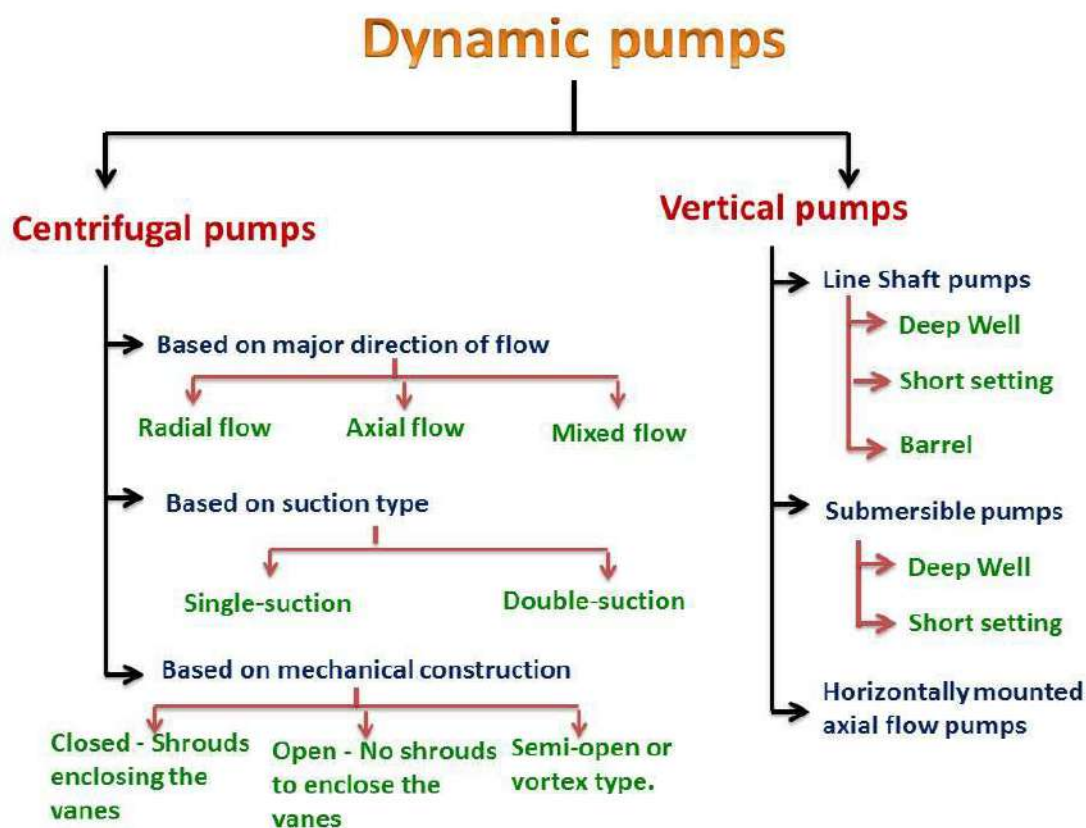 Dynamic pumps
Centrifugal pumps
Based on major direction of flow
Radial flow
Axial flow
Mixed flow
Based on suction type
Single-suction
Double-suction
Based on mechanical construction
Closed - Shrouds
enclosing the
vanes
Open - No shrouds
to enclose the
vanes
Semi-open or
vortex type.
Vertical pumps
Line Shaft pumps
Deep Well
Short setting
Barrel
Submersible pumps
Deep Well
Short setting
Horizontally mounted
axial flow pumps